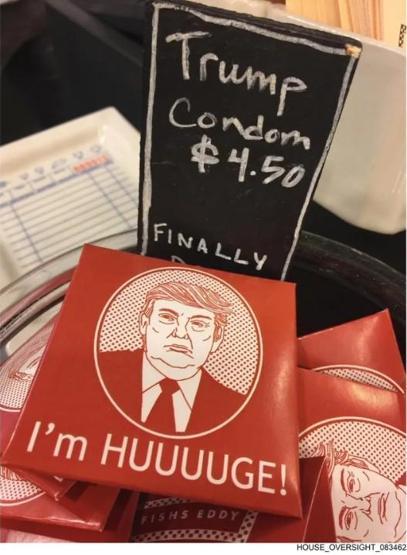 Trump
Condom
$4.50
FINALLY
I'm HUUUUGE!
FISHS EDDY
HOUSE_OVERSIGHT_083462